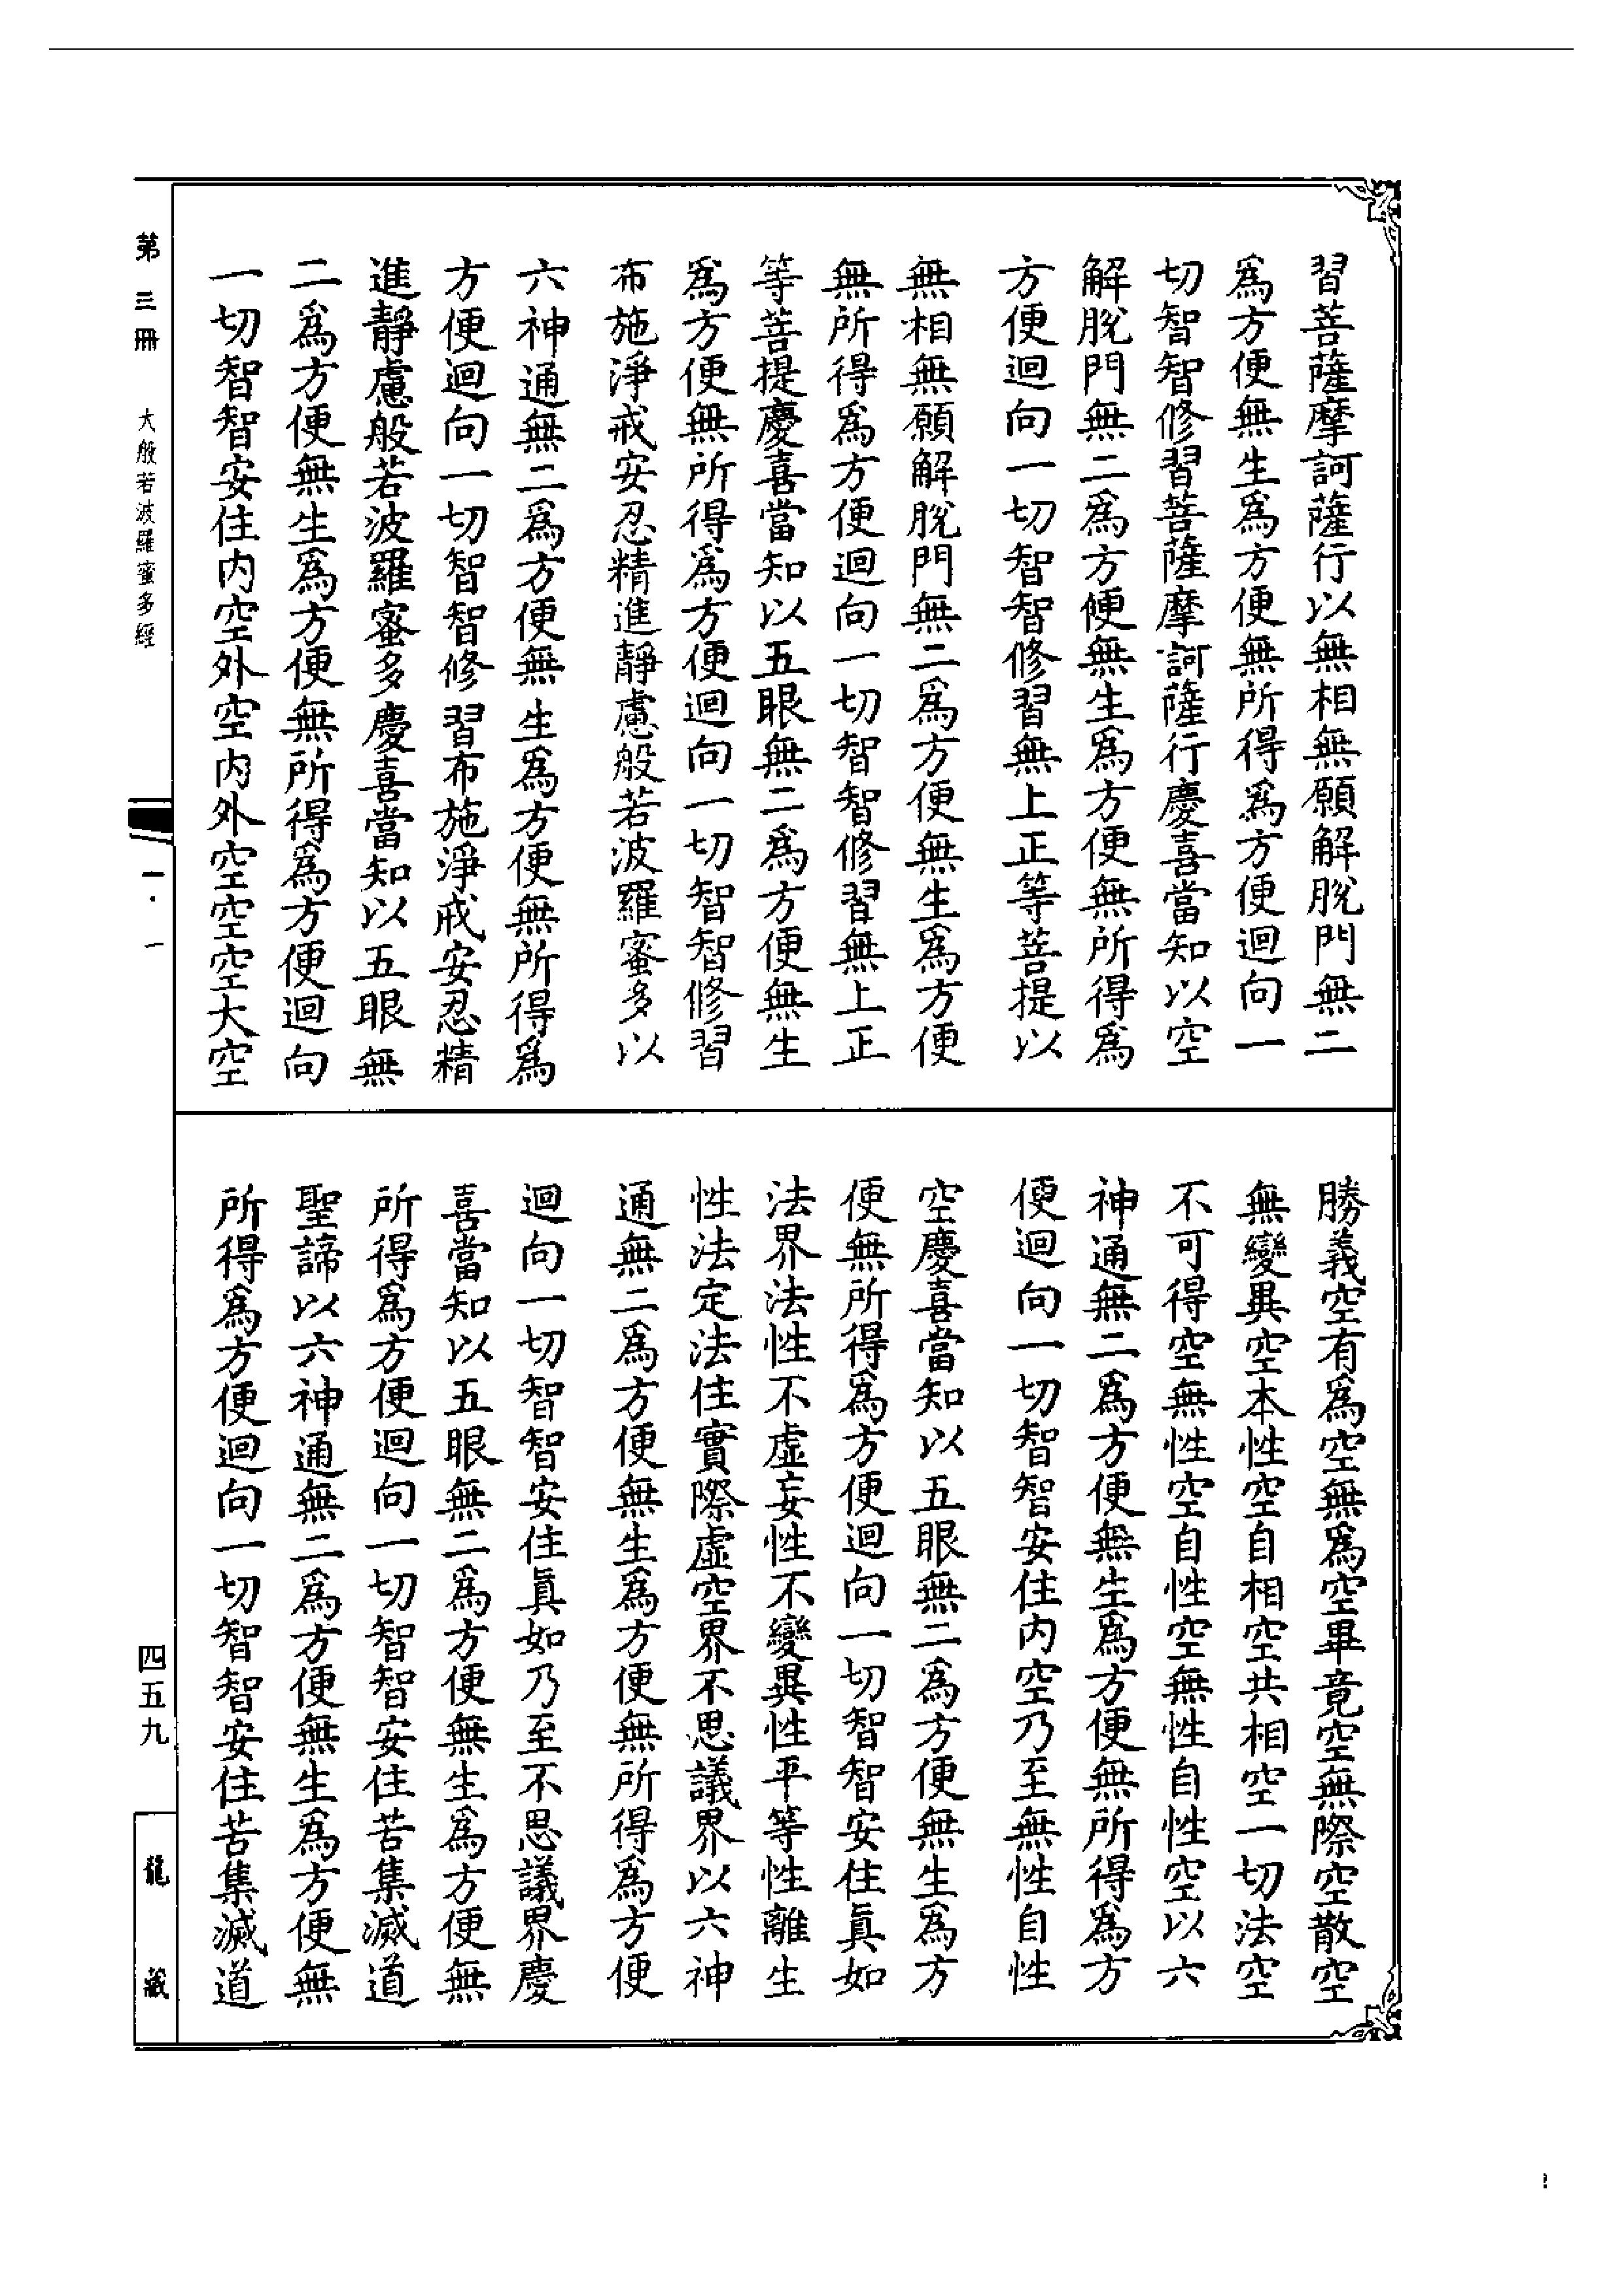 習菩薩摩訶薩行以無相無願解脫門無二
爲方便無生爲方便無所得爲方便迴向一
切智智修習菩薩摩訶薩行慶喜當知以空
解脫門無二爲方便無生爲方便無所得爲
方便迴向一切智智修習無上正等菩提以
無相無願解脫門無二爲方便無生爲方便
無所得爲方便迴向一切智智修習無上正
等菩提慶喜當知以五眼無二爲方便無生
爲方便無所得爲方便迴向一切智智修習
布施淨戒安忍精進靜慮般若波羅蜜多以
六神通無二爲方便無生爲方便無所得爲
方便迴向一切智智修習布施淨戒安忍精
進靜慮般若波羅蜜多慶喜當知以五眼無
二爲方便無生爲方便無所得爲方便迴向
一切智智安住內空外空內外空空空大空
勝義空有爲空無爲空畢竟空無際空散空
無變異空本性空自相空共相空一切法空
不可得空無性空自性空無性自性空以六
神通無二爲方便無生爲方便無所得爲方
便迴向一切智智安住內空乃至無性自性
空慶喜當知以五眼無二爲方便無生爲方
便無所得爲方便迴向一切智智安住眞如
法界法性不虛妄性不變異性平等性離生
性法定法住實際虛空界不思議界以六神
通無二爲方便無生爲方便無所得爲方便
迴向一切智智安住眞如乃至不思議界慶
喜當知以五眼無二爲方便無生爲方便無
所得爲方便迴向一切智智安住苦集滅道
聖諦以六神通無二爲方便無生爲方便無
所得爲方便迴向一切智智安住苦集滅道
第三冊 大般若波羅蜜多經
一·一
四五九
龍藏